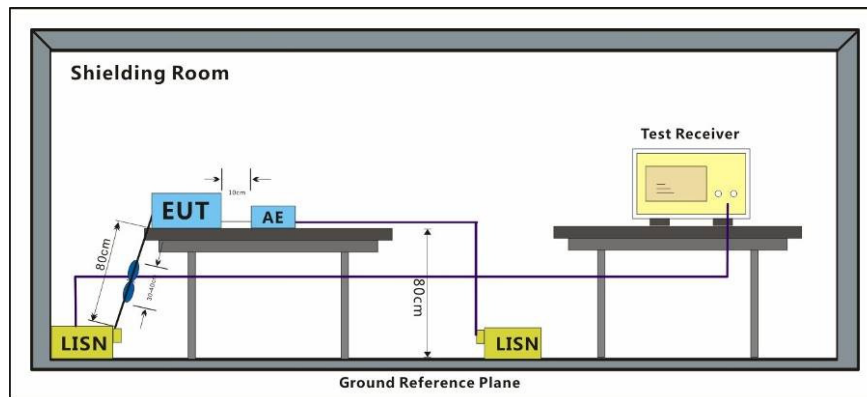 Shielding Room
Test Receiver
10cm
EUT
AE
80cm
30-40cm
80cm
LISN
LISN
Ground Reference Plane